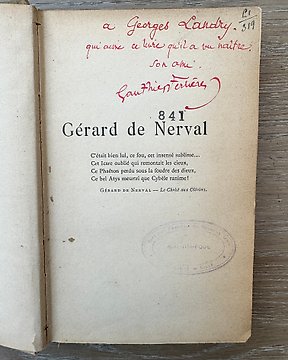 a Georges Landry.
qui aime ce livre qu'il a vu naître,
son ami.
Gauthier Ferrières
841
Gérard de Nerval
C'était bien lui, ce fou, cet insensé sublime...
Cet Icare oublié qui remontait les cieux,
Ce Phaéton perdu sous la foudre des dieux,
Ce bel Atys meurtri que Cybèle ranime!
GÉRARD DE NERVAL — Le Christ aux Oliviers.